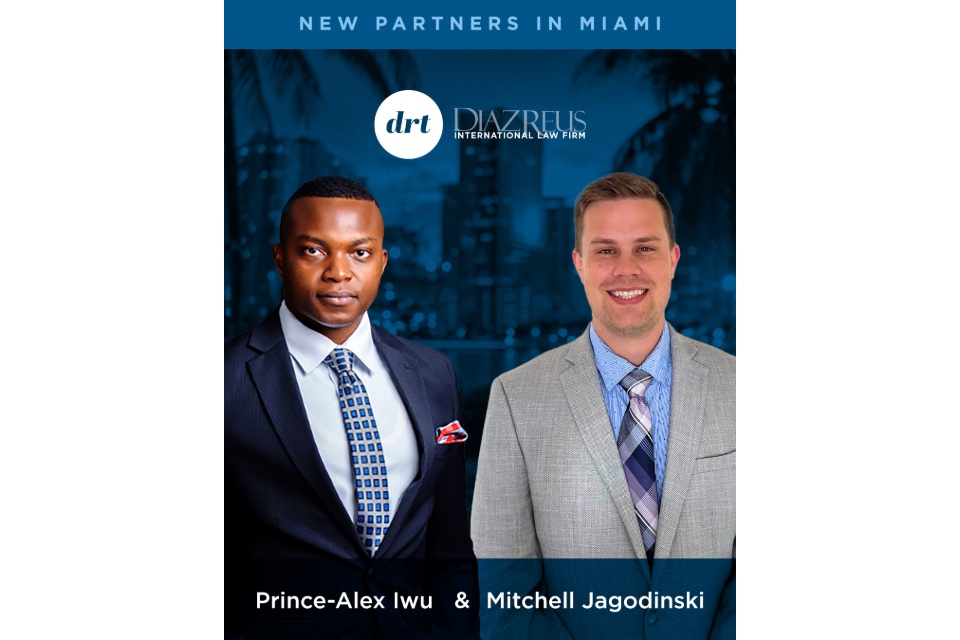 NEW PARTNERS IN MIAMI
drt
DIAZREUS
INTERNATIONAL LAW FIRM
Prince-Alex Iwu & Mitchell Jagodinski